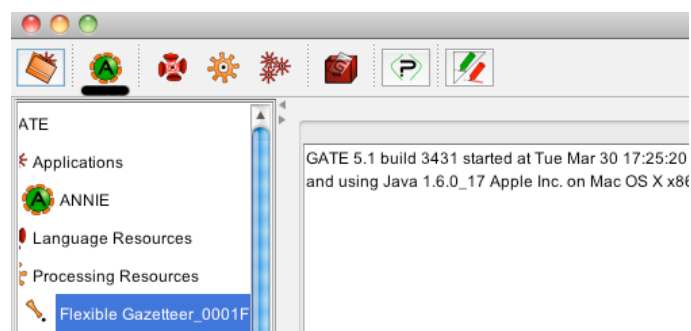 ATE
Applications
ANNIE
Language Resources
Processing Resources
Flexible Gazetteer_0001F
GATE 5.1 build 3431 started at Tue Mar 30 17:25:20
and using Java 1.6.0_17 Apple Inc. on Mac OS X x86